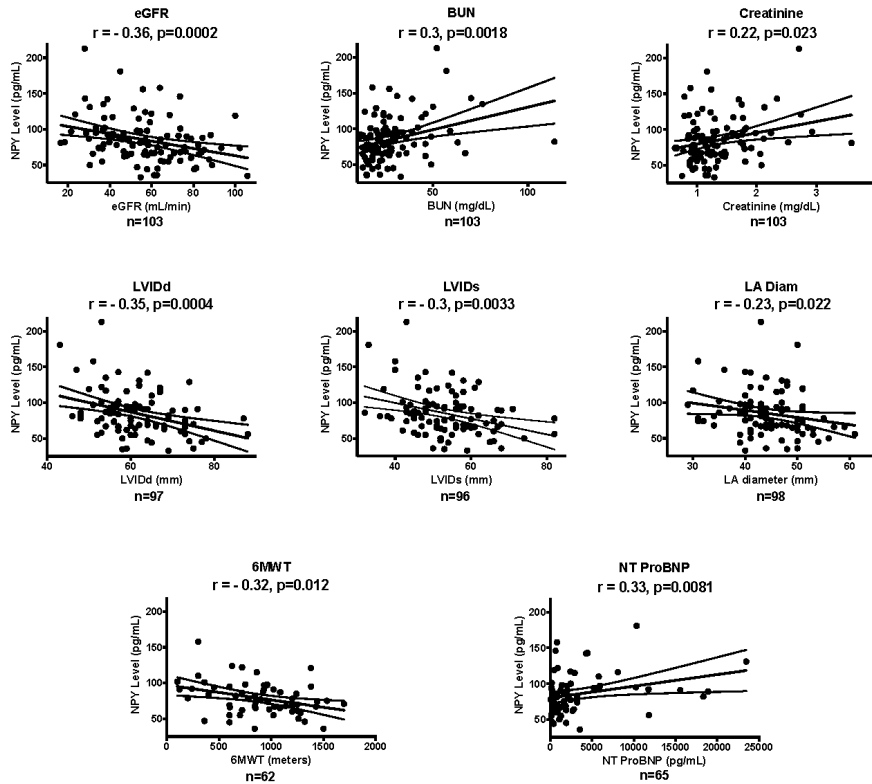 eGFR
r = - 0.36, p=0.0002
NPY Level (pg/mL)
200
150
100
50
20 40 60 80 100
eGFR (mL/min)
n=103
BUN
r = 0.3, p=0.0018
NPY Level (pg/mL)
200
150
100
50
50 100
BUN (mg/dL)
n=103
Creatinine
r = 0.22, p=0.023
NPY Level (pg/mL)
200
150
100
50
1 2 3
Creatinine (mg/dL)
n=103
LVIDd
r = - 0.35, p=0.0004
NPY Level (pg/mL)
200
150
100
50
40 60 80
LVIDd (mm)
n=97
LVIDs
r = - 0.3, p=0.0033
NPY Level (pg/mL)
200
150
100
50
40 60 80
LVIDs (mm)
n=96
LA Diam
r = - 0.23, p=0.022
NPY Level (pg/mL)
200
150
100
50
30 40 50 60
LA diameter (mm)
n=98
6MWT
r = - 0.32, p=0.012
NPY Level (pg/mL)
200
150
100
50
0 500 1000 1500 2000
6MWT (meters)
n=62
NT ProBNP
r = 0.33, p=0.0081
NPY Level (pg/mL)
200
150
100
50
0 5000 10000 15000 20000 25000
NT ProBNP (pg/mL)
n=65